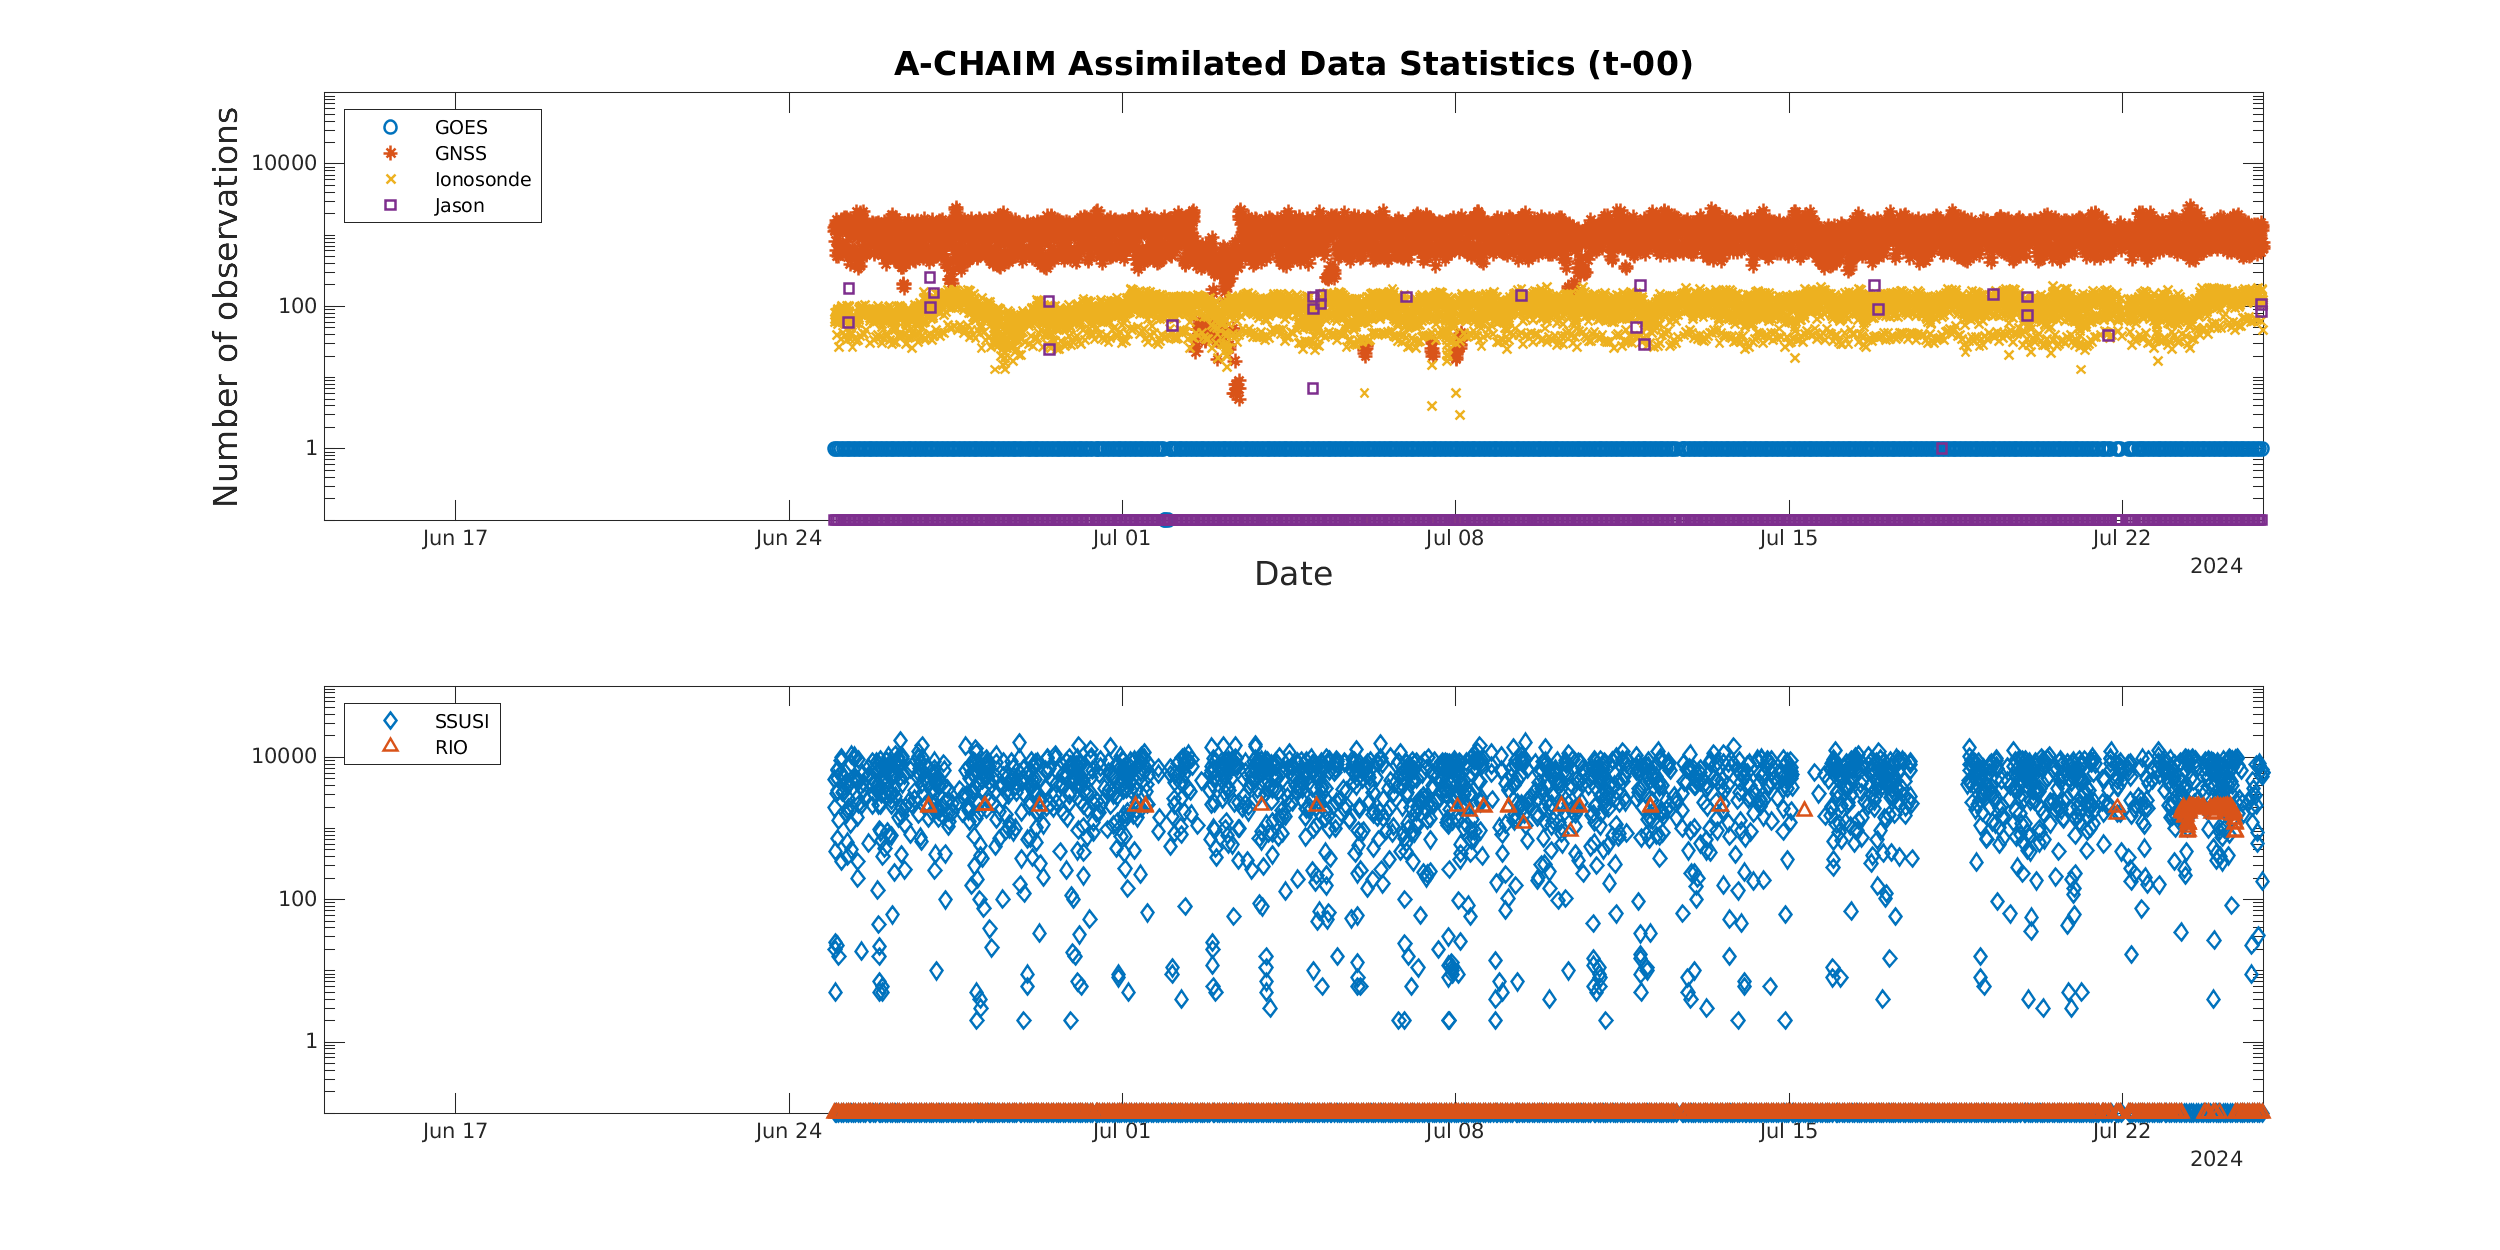 A-CHAIM Assimilated Data Statistics (t-00)
Number of observations
10000
100
1
GOES
GNSS
Ionosonde
Jason
Jun 17
Jun 24
Jul 01
Jul 08
Jul 15
Jul 22
2024
Date
10000
100
1
SSUSI
RIO
Jun 17
Jun 24
Jul 01
Jul 08
Jul 15
Jul 22
2024